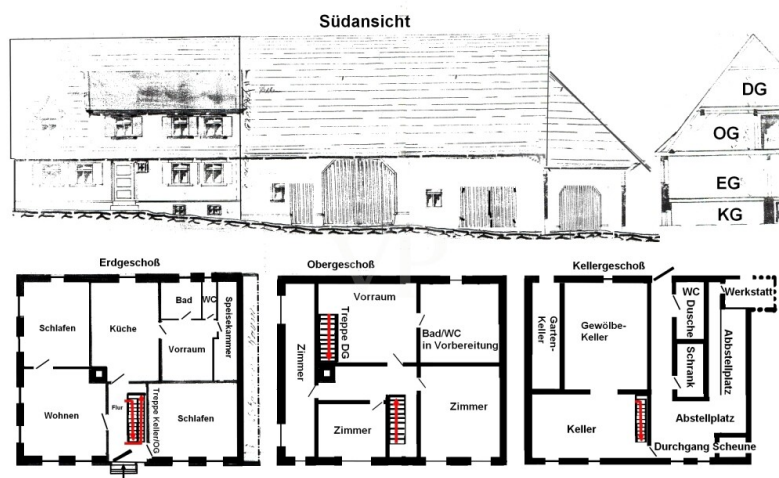 Südansicht
DG
OG
EG
KG
Erdgeschoß
Schlafen
Küche
Bad
WC
Speisekammer
Vorraum
Wohnen
Flur
Treppe Keller/OG
Schlafen
Obergeschoß
Vorraum
Treppe DG
Zimmer
Bad/WC
in Vorbereitung
Zimmer
Zimmer
Kellergeschoß
Garten-
Keller
Gewölbe-
Keller
WC
Dusche
Werkstatt
Abbstellplatz
Schrank
Abstellplatz
Keller
Durchgang Scheune
VP